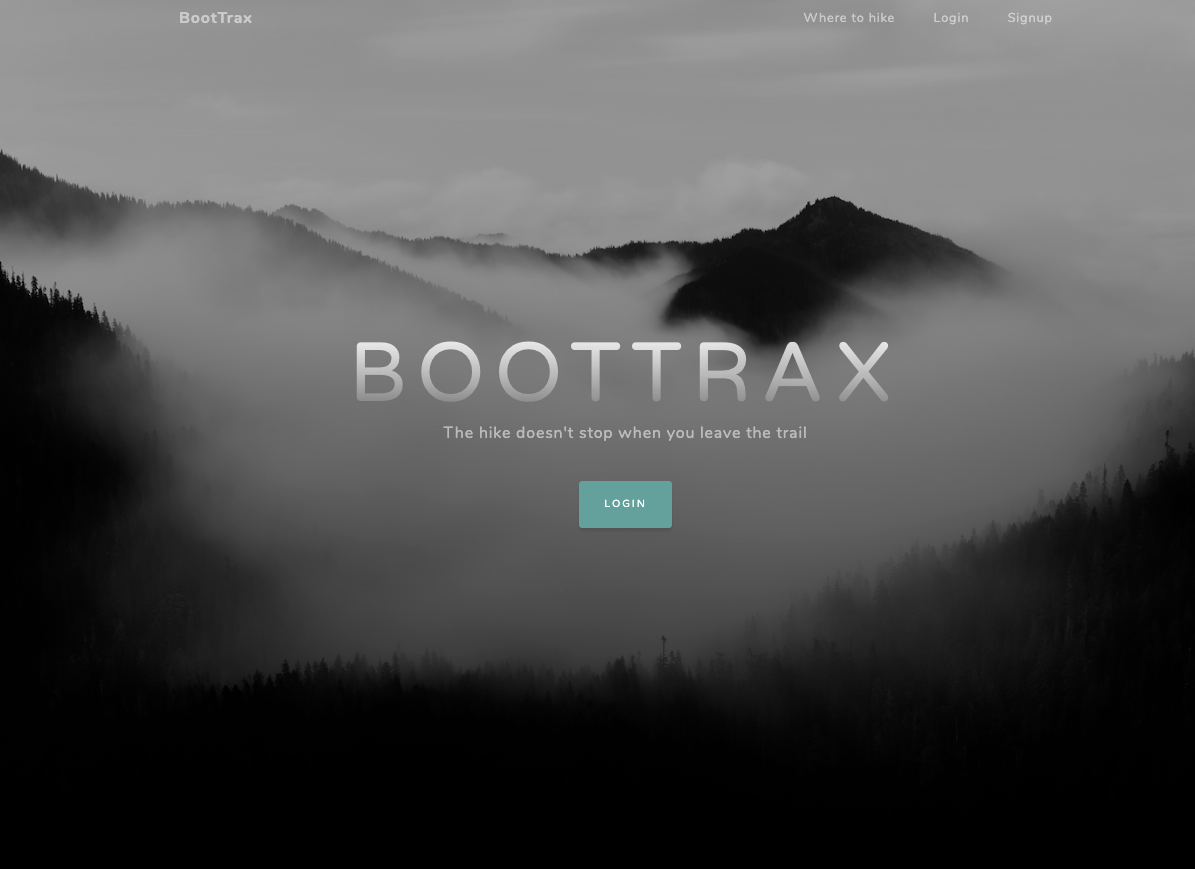 BootTrax
Where to hike
Login
Signup
BOOTTRAX
The hike doesn't stop when you leave the trail
LOGIN